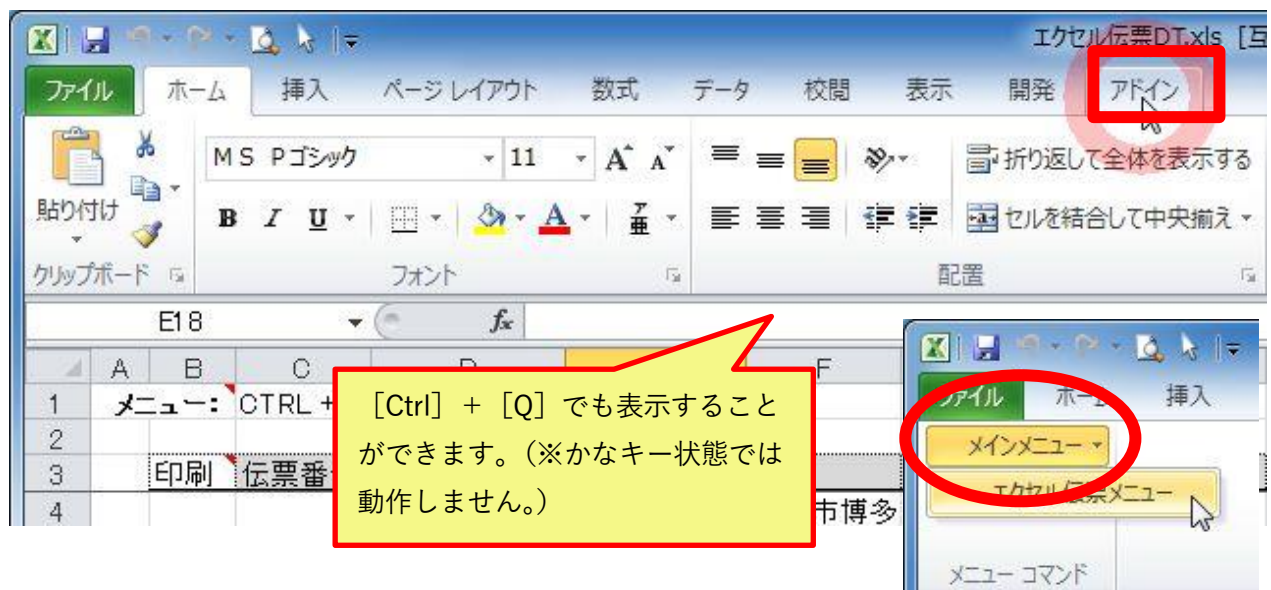 エクセル伝票DT.xls [互
ファイル ホーム 挿入 ページ レイアウト 数式 データ 校閲 表示 開発 アドイン
ＭＳ Ｐゴシック 11 A A 折り返して全体を表示する
貼り付け B I U A ア亜 セルを結合して中央揃え
クリップボード フォント 配置
E18 fx
A B C D F
1 メニュー: CTRL +
2
3 印刷 伝票番
4 市博多
［Ctrl］＋［Q］でも表示すること
ができます。（※かなキー状態では
動作しません。）
ファイル ホーム 挿入
メインメニュー
エクセル伝票メニュー
メニュー コマンド